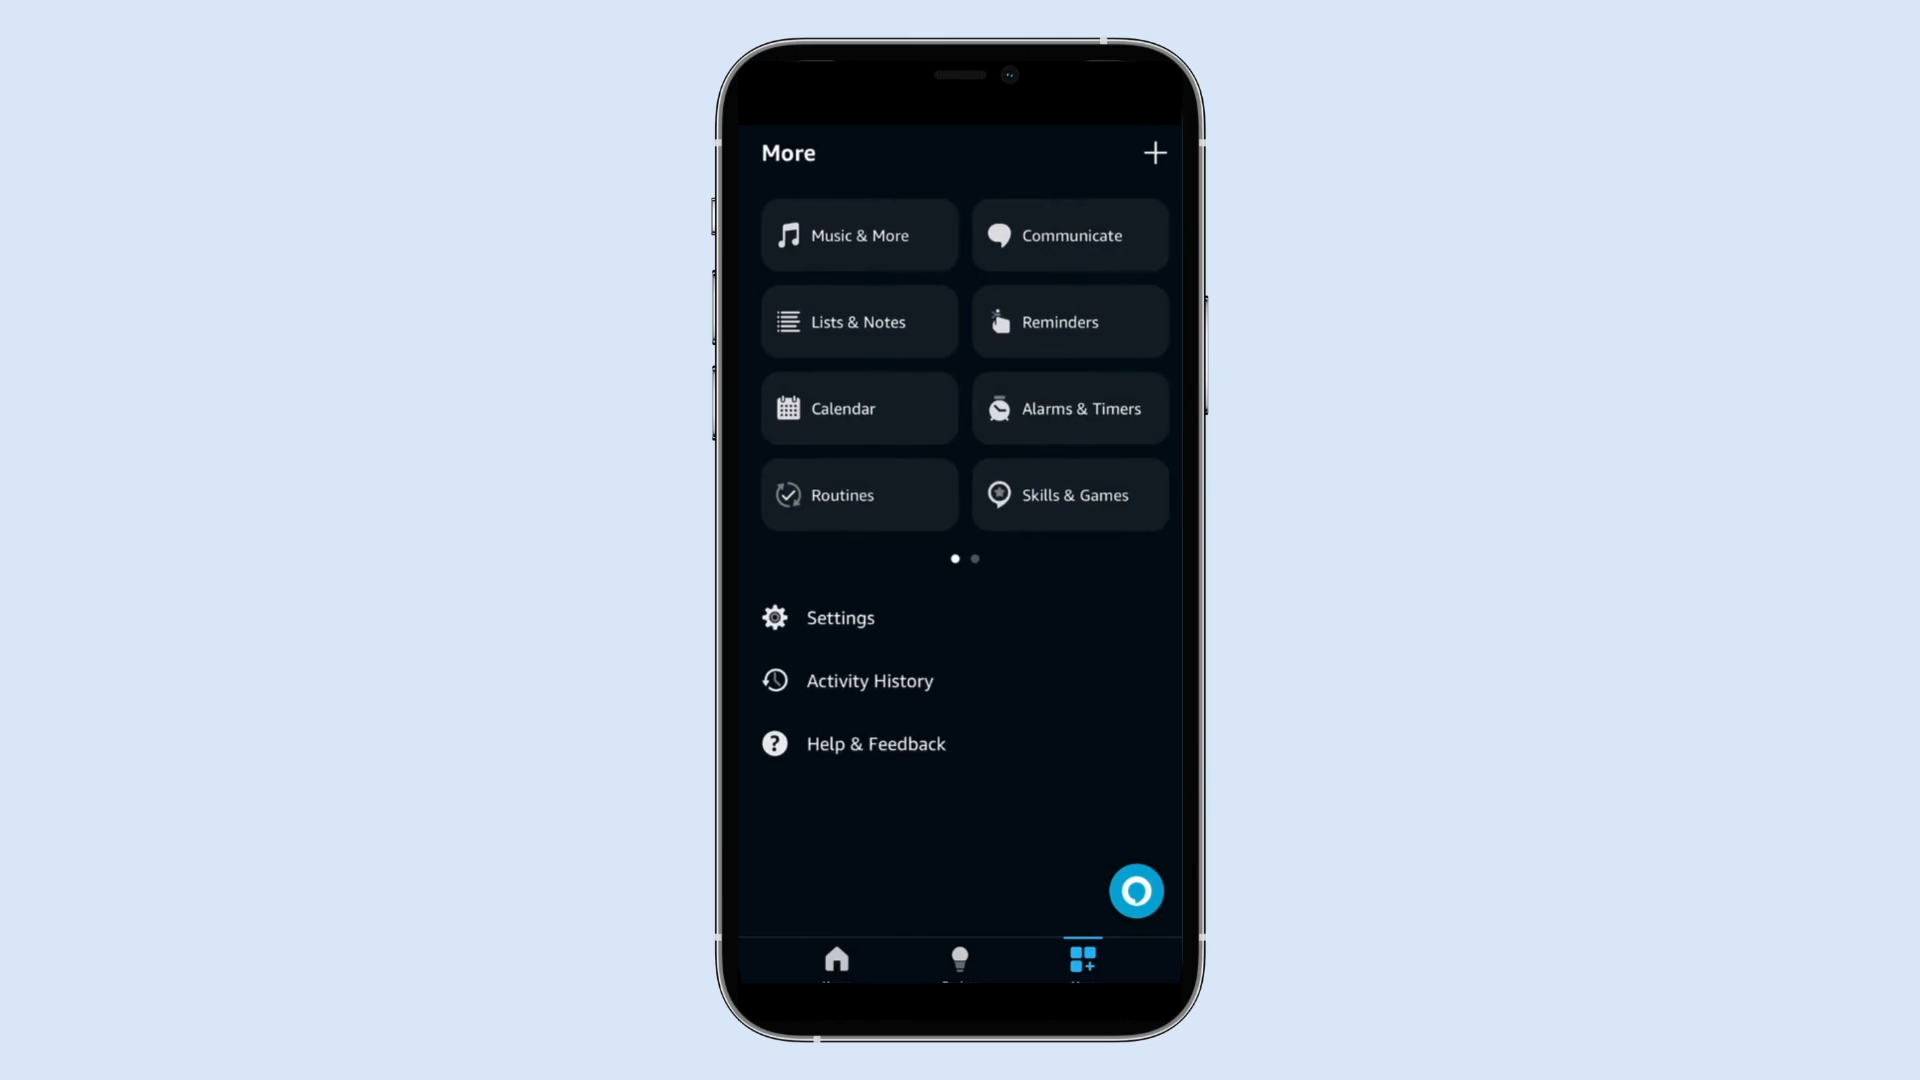 More
Music & More
Communicate
Lists & Notes
Reminders
Calendar
Alarms & Timers
Routines
Skills & Games
Settings
Activity History
Help & Feedback